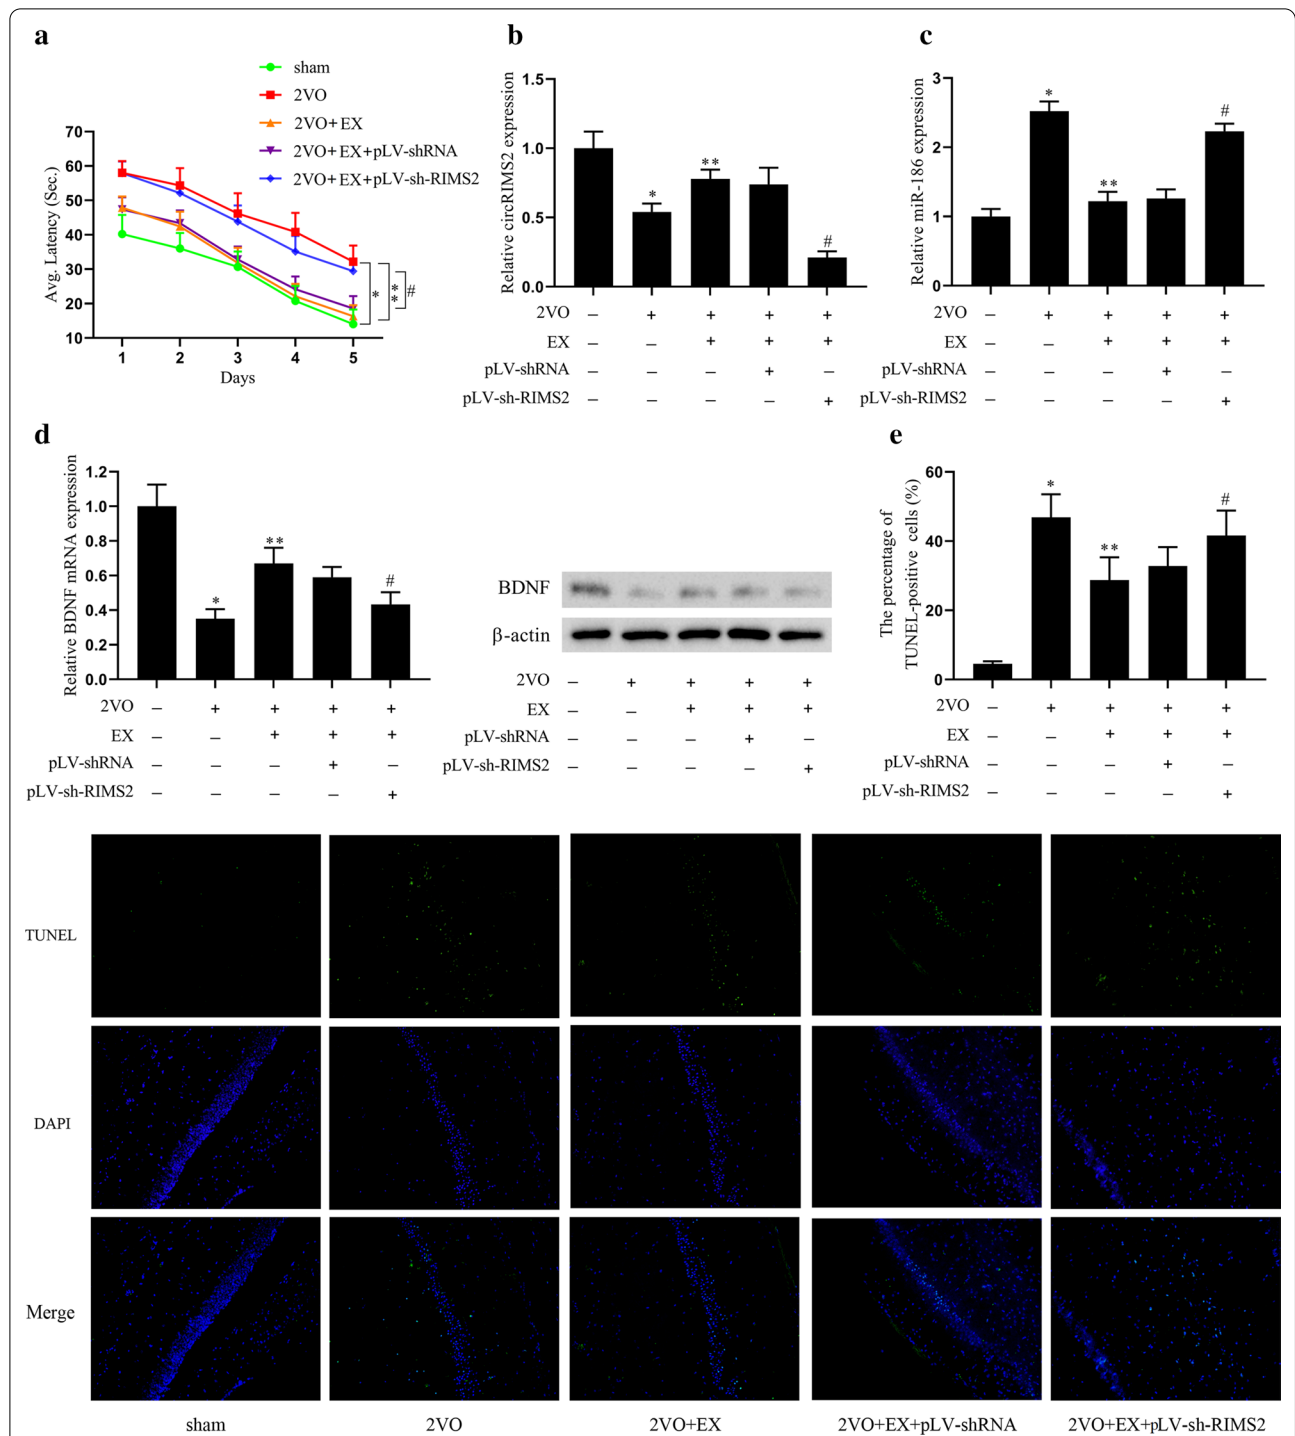 a
sham
2VO
2VO+EX
2VO+EX+pLV-shRNA
2VO+EX+pLV-sh-RIMS2
Avg. Latency (Sec.)
70
60
50
40
30
20
10
1 2 3 4 5
Days
*
**
#
b
Relative circRIMS2 expression
1.5
1.0
0.5
0.0
*
**
#
2VO – + + + +
EX – – + + +
pLV-shRNA – – – + –
pLV-sh-RIMS2 – – – – +
c
Relative miR-186 expression
3
2
1
0
*
**
#
2VO – + + + +
EX – – + + +
pLV-shRNA – – – + –
pLV-sh-RIMS2 – – – – +
d
Relative BDNF mRNA expression
1.2
1.0
0.8
0.6
0.4
0.2
0.0
*
**
#
2VO – + + + +
EX – – + + +
pLV-shRNA – – – + –
pLV-sh-RIMS2 – – – – +
BDNF
β-actin
2VO – + + + +
EX – – + + +
pLV-shRNA – – – + –
pLV-sh-RIMS2 – – – – +
e
The percentage of
TUNEL-positive cells (%)
60
40
20
0
*
**
#
2VO – + + + +
EX – – + + +
pLV-shRNA – – – + –
pLV-sh-RIMS2 – – – – +
TUNEL
DAPI
Merge
sham 2VO 2VO+EX 2VO+EX+pLV-shRNA 2VO+EX+pLV-sh-RIMS2